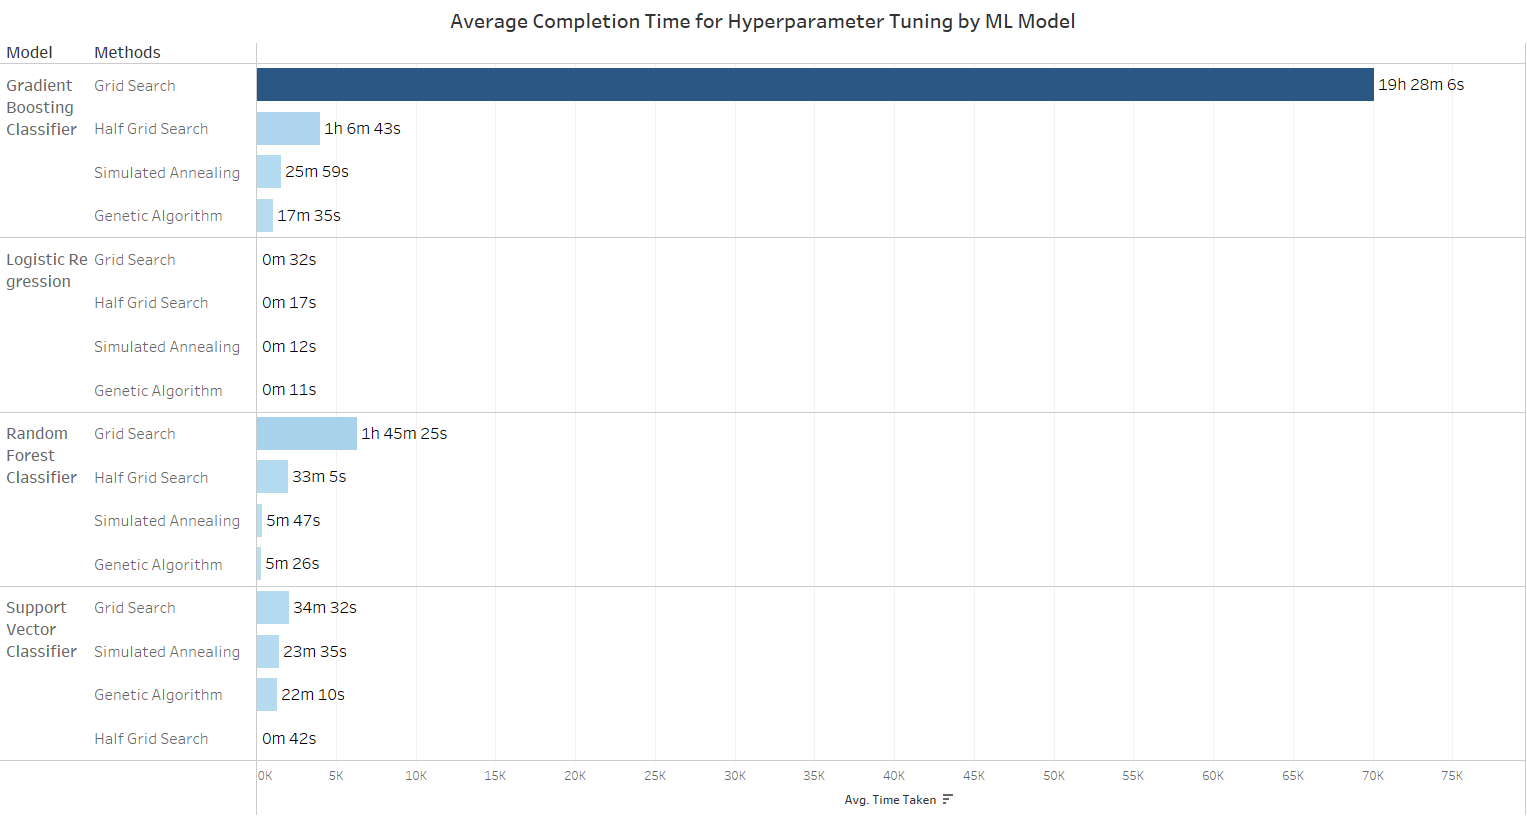 Average Completion Time for Hyperparameter Tuning by ML Model
Model Methods
Gradient Boosting Classifier
Grid Search 19h 28m 6s
Half Grid Search 1h 6m 43s
Simulated Annealing 25m 59s
Genetic Algorithm 17m 35s
Logistic Re
gression
Grid Search 0m 32s
Half Grid Search 0m 17s
Simulated Annealing 0m 12s
Genetic Algorithm 0m 11s
Random
Forest
Classifier
Grid Search 1h 45m 25s
Half Grid Search 33m 5s
Simulated Annealing 5m 47s
Genetic Algorithm 5m 26s
Support
Vector
Classifier
Grid Search 34m 32s
Simulated Annealing 23m 35s
Genetic Algorithm 22m 10s
Half Grid Search 0m 42s
0K 5K 10K 15K 20K 25K 30K 35K 40K 45K 50K 55K 60K 65K 70K 75K
Avg. Time Taken